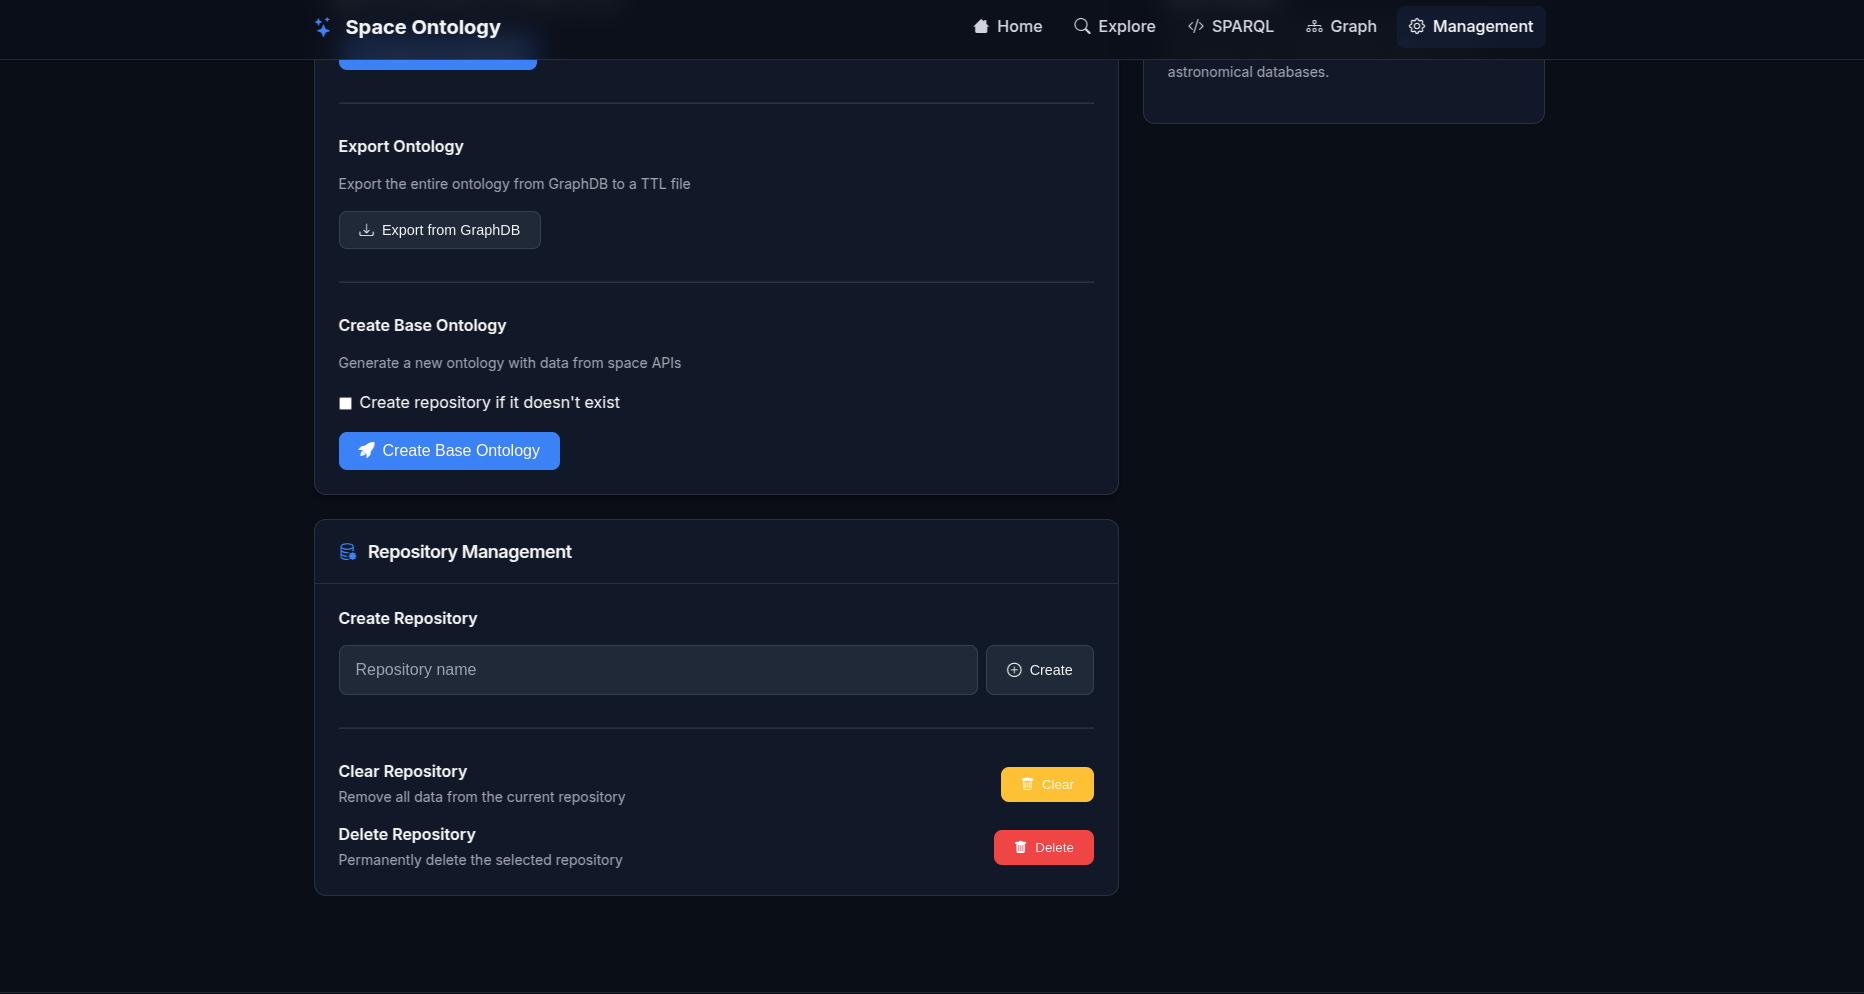 Space Ontology
Home
Explore
SPARQL
Graph
Management
astronomical databases.
Export Ontology
Export the entire ontology from GraphDB to a TTL file
Export from GraphDB
Create Base Ontology
Generate a new ontology with data from space APIs
Create repository if it doesn't exist
Create Base Ontology
Repository Management
Create Repository
Repository name
Create
Clear Repository
Remove all data from the current repository
Clear
Delete Repository
Permanently delete the selected repository
Delete